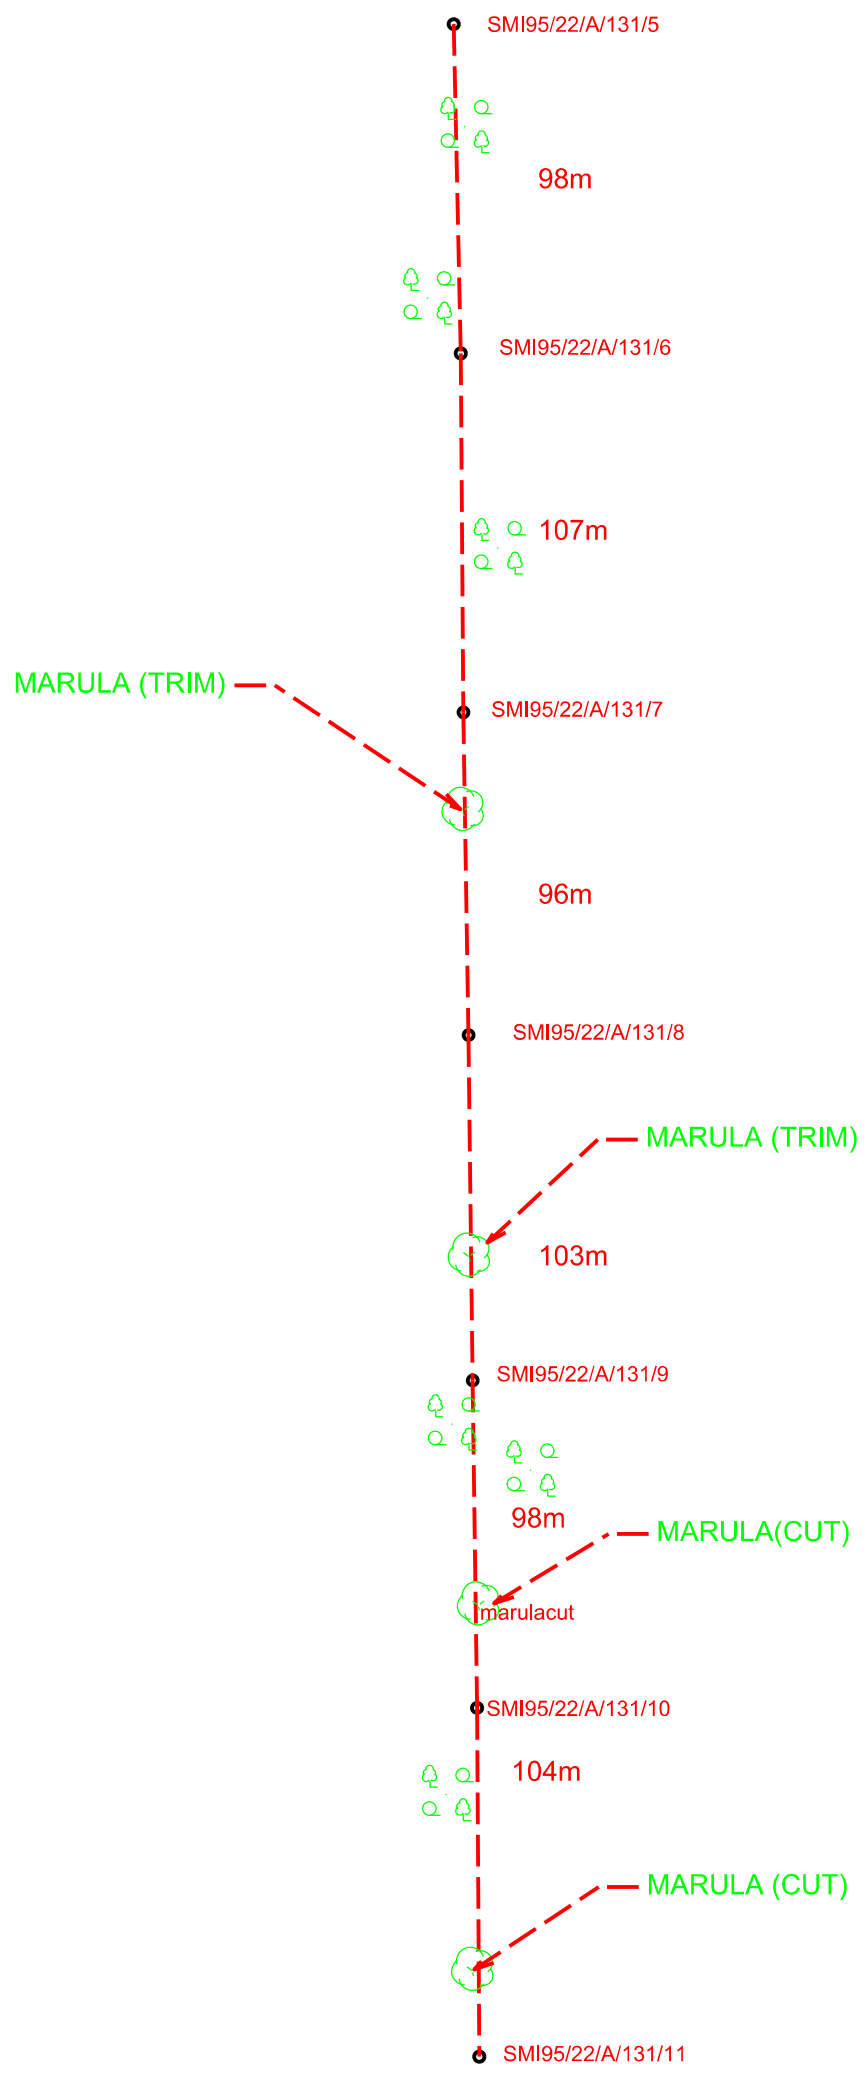 SMI95/22/A/131/5
98m
SMI95/22/A/131/6
107m
MARULA (TRIM)
SMI95/22/A/131/7
96m
SMI95/22/A/131/8
MARULA (TRIM)
103m
SMI95/22/A/131/9
98m
MARULA(CUT)
marulacut
SMI95/22/A/131/10
104m
MARULA (CUT)
SMI95/22/A/131/11